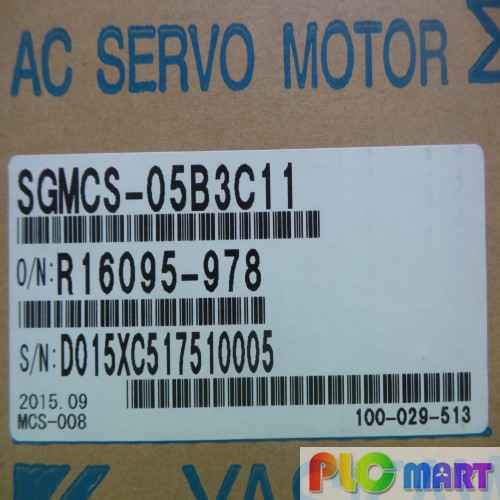 AC SERVO MOTOR Σ
SGMCS-05B3C11
O/N:R16095-978
S/N:D015XC517510005
2015.09
MCS-008
100-029-513
PLC mart